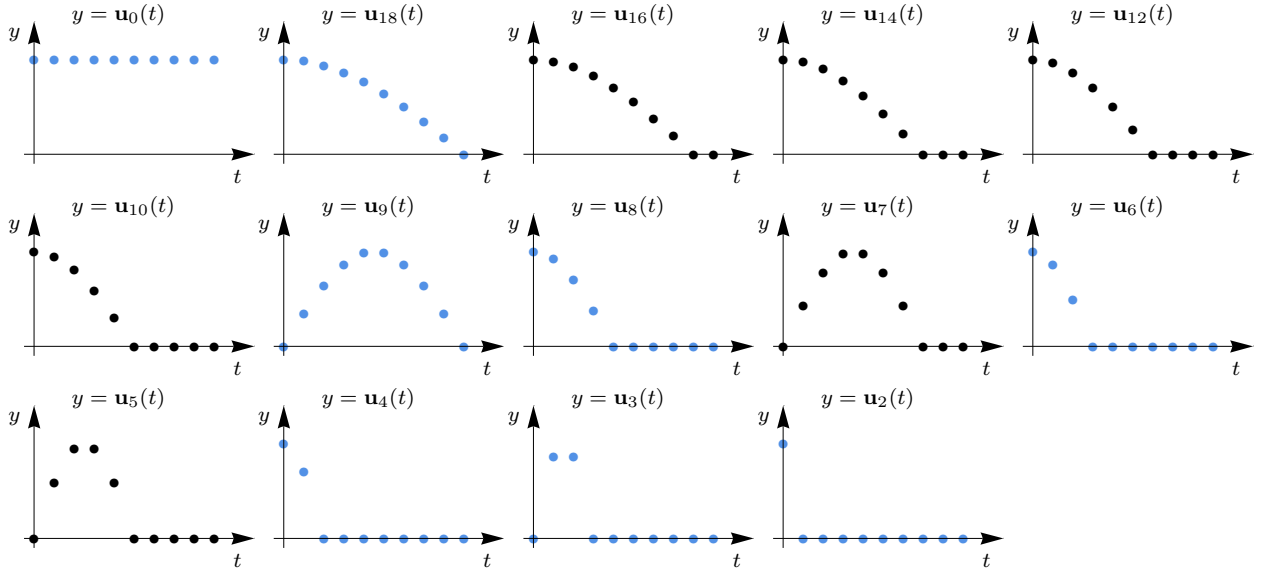 y = u₀(t) y = u₁₈(t) y = u₁₆(t) y = u₁₄(t) y = u₁₂(t)
y y y y y
t t t t t
y = u₁₀(t) y = u₉(t) y = u₈(t) y = u₇(t) y = u₆(t)
y y y y y
t t t t t
y = u₅(t) y = u₄(t) y = u₃(t) y = u₂(t)
y y y y
t t t t